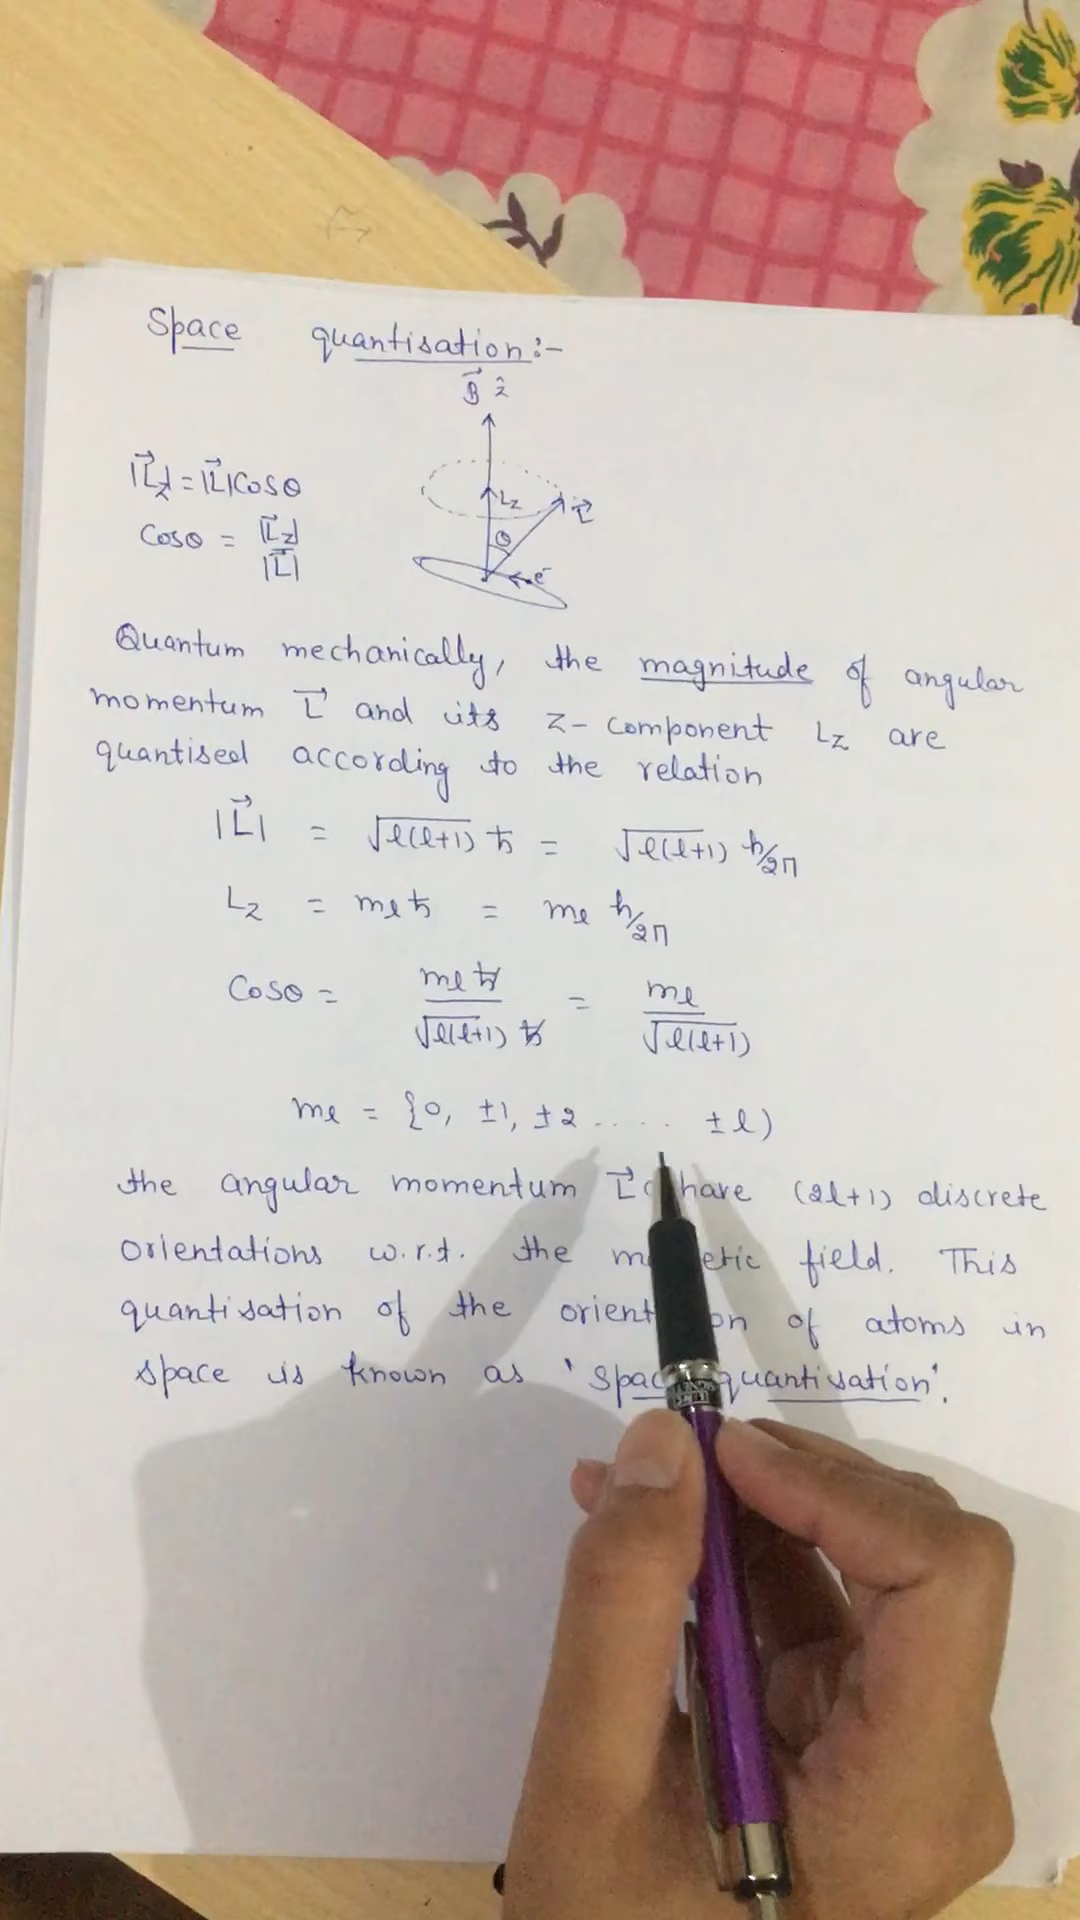 Space quantisation:-
B⃗ ẑ
|L⃗z| = |L⃗|Cosθ
Lz
L⃗
Cosθ = |L⃗z| / |L⃗|
θ
e⁻
Quantum mechanically, the magnitude of angular
momentum L⃗ and its z-component Lz are
quantised according to the relation
|L⃗| = √l(l+1) ħ = √l(l+1) h/2π
Lz = ml ħ = ml h/2π
Cosθ = ml ħ / √l(l+1) ħ = ml / √l(l+1)
ml = {0, ±1, ±2 .... ±l)
the angular momentum L⃗ have (2l+1) discrete
orientations w.r.t. the field. This
quantisation of the of atoms in
space is known as 'quantisation'.